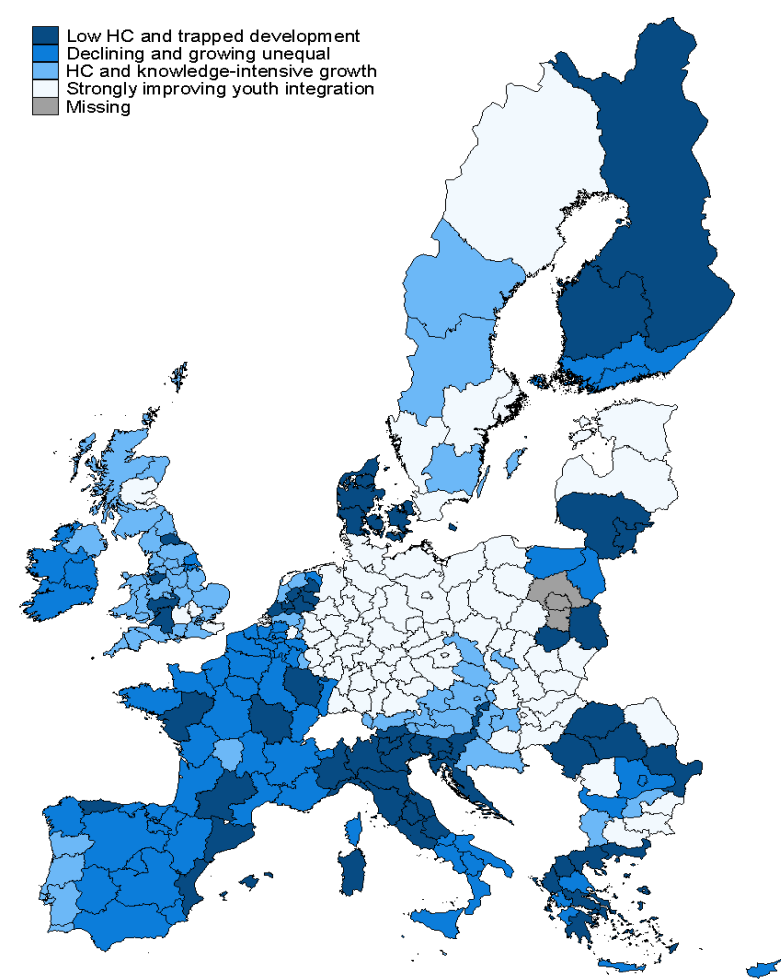 Low HC and trapped development
Declining and growing unequal
HC and knowledge-intensive growth
Strongly improving youth integration
Missing